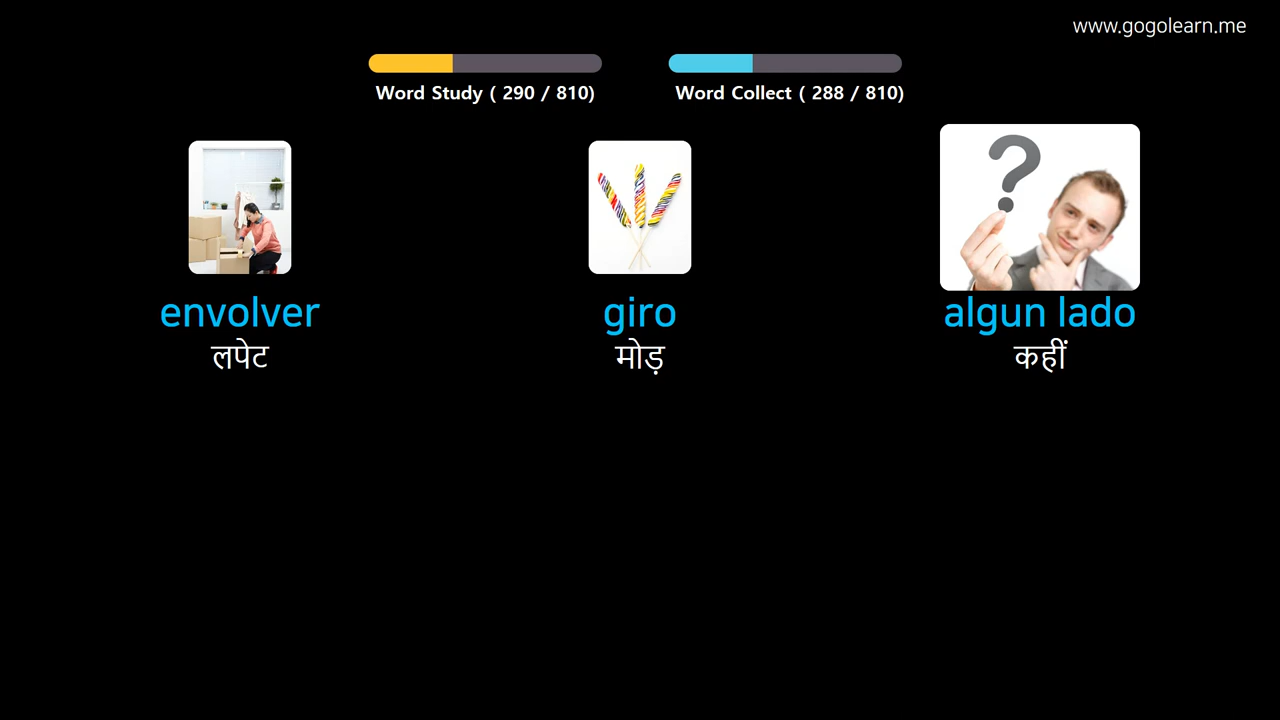 www.gogolearn.me
Word Study ( 290 / 810)
Word Collect ( 288 / 810)
envolver
लपेट
giro
मोड़
algun lado
कहीं